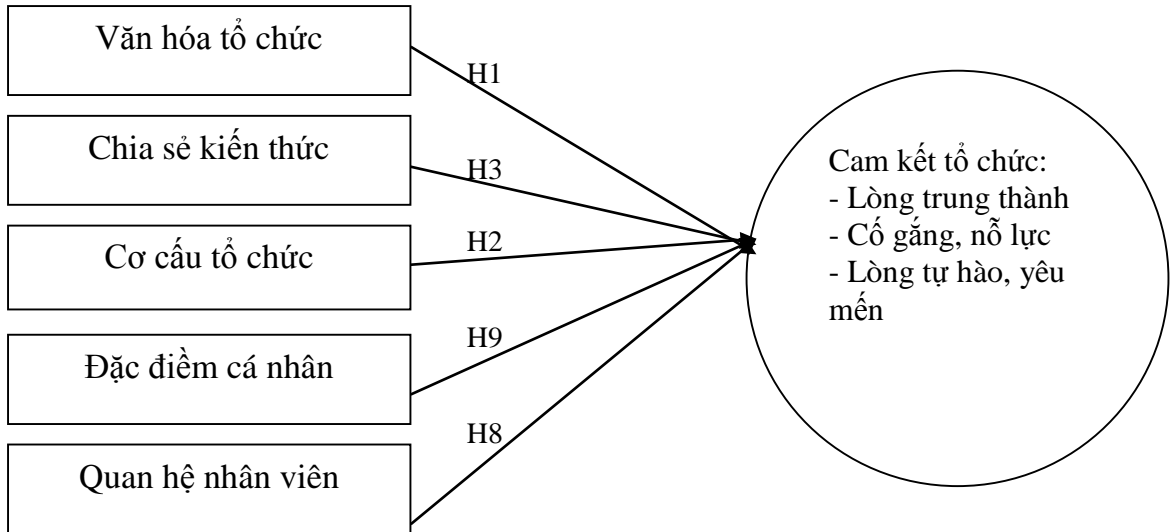 Văn hóa tổ chức
H1
Chia sẻ kiến thức
H3
Cơ cấu tổ chức
H2
Đặc điềm cá nhân
H9
Quan hệ nhân viên
H8
Cam kết tổ chức:
- Lòng trung thành
- Cố gắng, nỗ lực
- Lòng tự hào, yêu
mến